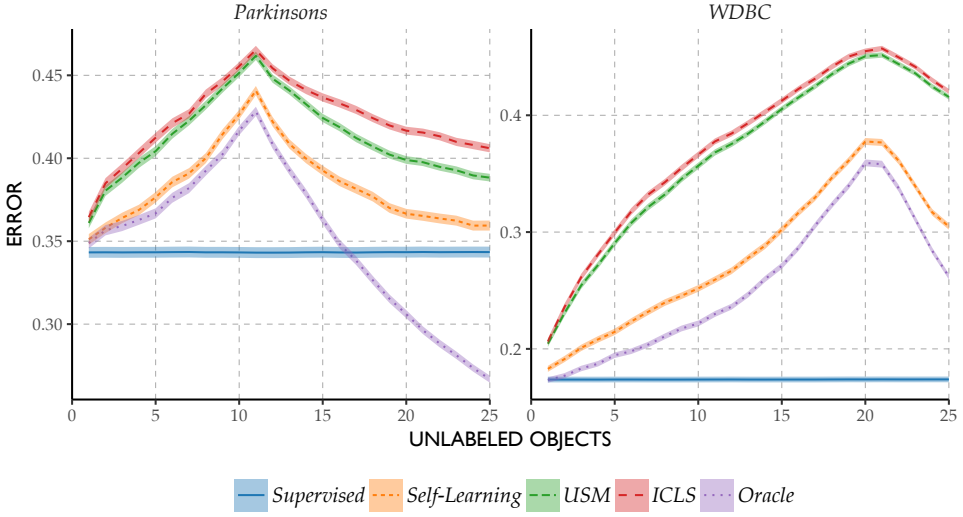 Parkinsons
WDBC
ERROR
0.45
0.40
0.35
0.30
0.4
0.3
0.2
0 5 10 15 20 25
0 5 10 15 20 25
UNLABELED OBJECTS
Supervised Self-Learning USM ICLS Oracle